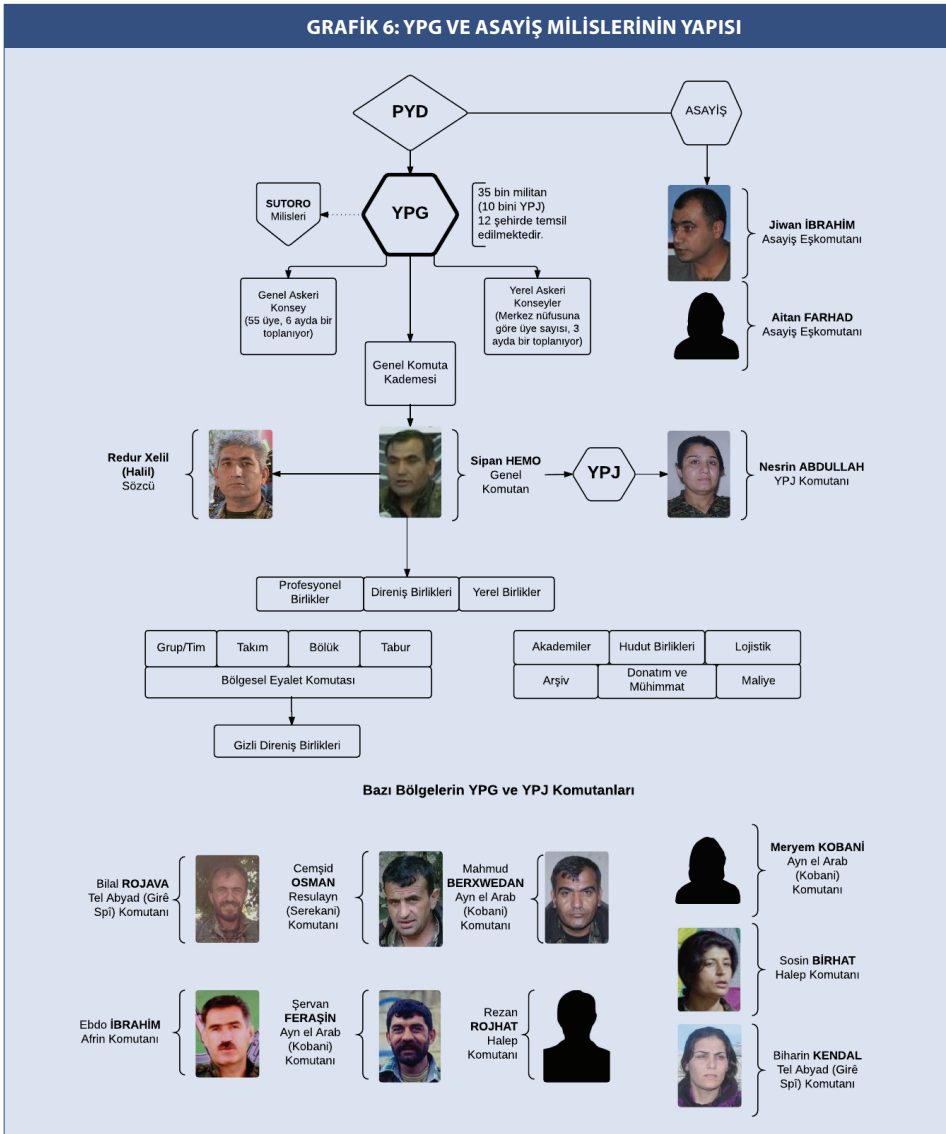 GRAFİK 6: YPG VE ASAYİŞ MİLİSLERİNİN YAPISI
PYD
ASAYİŞ
SUTORO
Milisleri
YPG
35 bin militan
(10 bini YPJ)
12 şehirde temsil
edilmektedir.
Jiwan İBRAHİM
Asayiş Eşkomutanı
Genel Askeri
Konsey
(55 üye, 6 ayda bir
toplanıyor)
Yerel Askeri
Konseyler
(Merkez nüfusuna
göre üye sayısı, 3
ayda bir toplanıyor)
Aitan FARHAD
Asayiş Eşkomutanı
Genel Komuta
Kademesi
Redur Xelil
(Halil)
Sözcü
Sipan HEMO
Genel
Komutan
YPJ
Nesrin ABDULLAH
YPJ Komutanı
Profesyonel
Birlikler
Direniş Birlikleri
Yerel Birlikler
Grup/Tim
Takım
Bölük
Tabur
Bölgesel Eyalet Komutası
Gizli Direniş Birlikleri
Akademiler
Hudut Birlikleri
Lojistik
Arşiv
Donatım ve
Mühimmat
Maliye
Bazı Bölgelerin YPG ve YPJ Komutanları
Bilal ROJAVA
Tel Abyad (Girê
Spî) Komutanı
Cemşid
OSMAN
Resulayn
(Serekani)
Komutanı
Mahmud
BERXWEDAN
Ayn el Arab
(Kobani)
Komutanı
Meryem KOBANİ
Ayn el Arab
(Kobani)
Komutanı
Sosin BİRHAT
Halep Komutanı
Ebdo İBRAHİM
Afrin Komutanı
Şervan
FERAŞİN
Ayn el Arab
(Kobani)
Komutanı
Rezan
ROJHAT
Halep
Komutanı
Biharin KENDAL
Tel Abyad (Girê
Spî) Komutanı